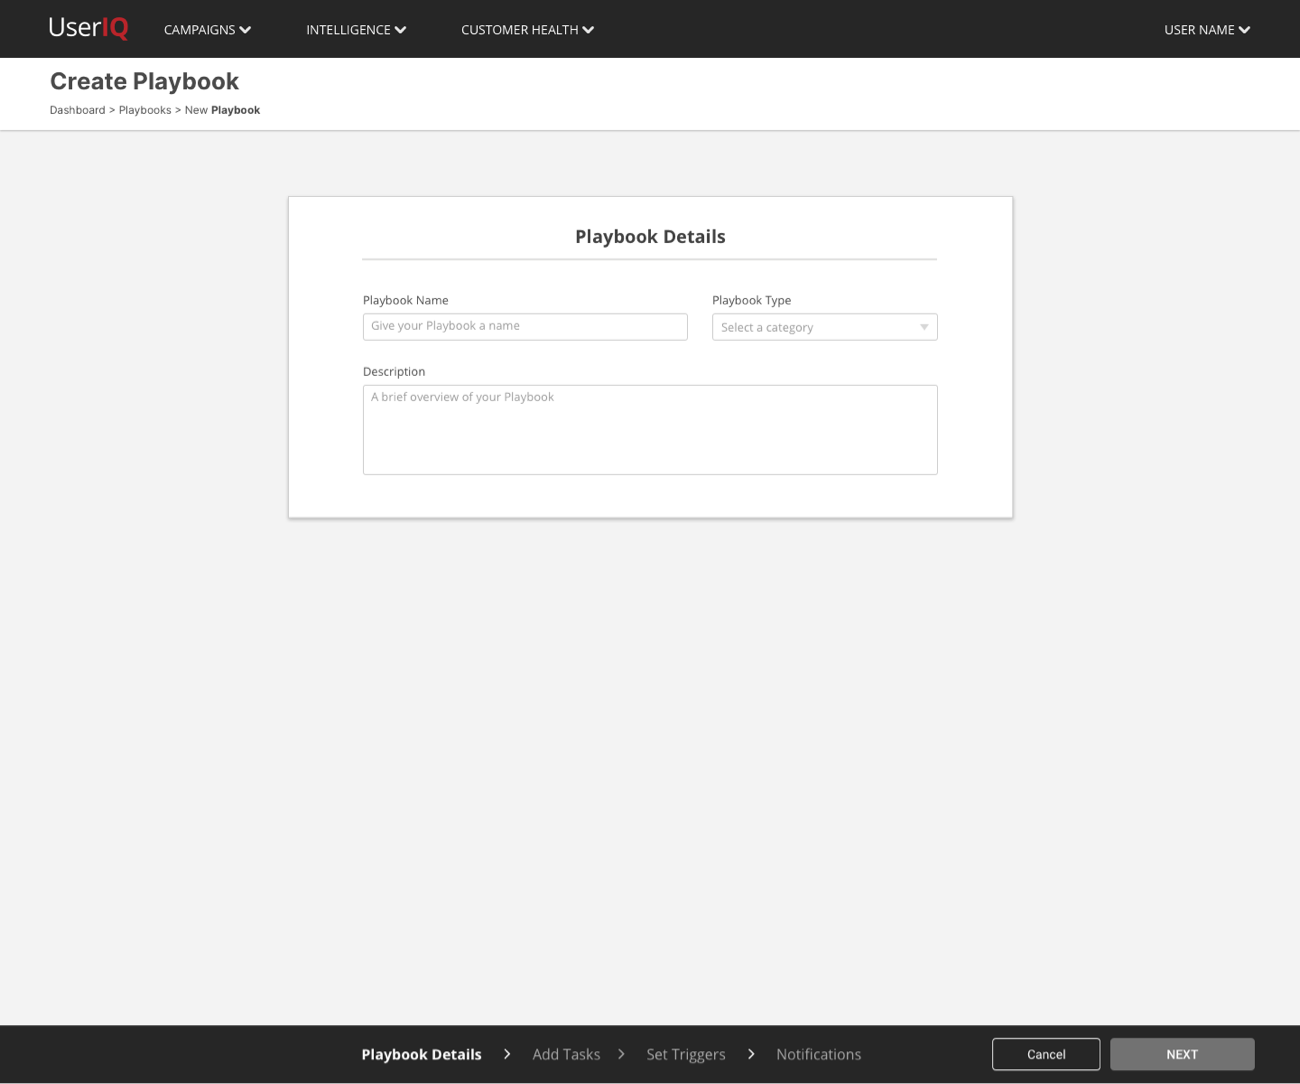 UserIQ CAMPAIGNS INTELLIGENCE CUSTOMER HEALTH USER NAME
Create Playbook
Dashboard > Playbooks > New Playbook
Playbook Details
Playbook Name Playbook Type
Give your Playbook a name Select a category
Description
A brief overview of your Playbook
Playbook Details > Add Tasks > Set Triggers > Notifications Cancel NEXT